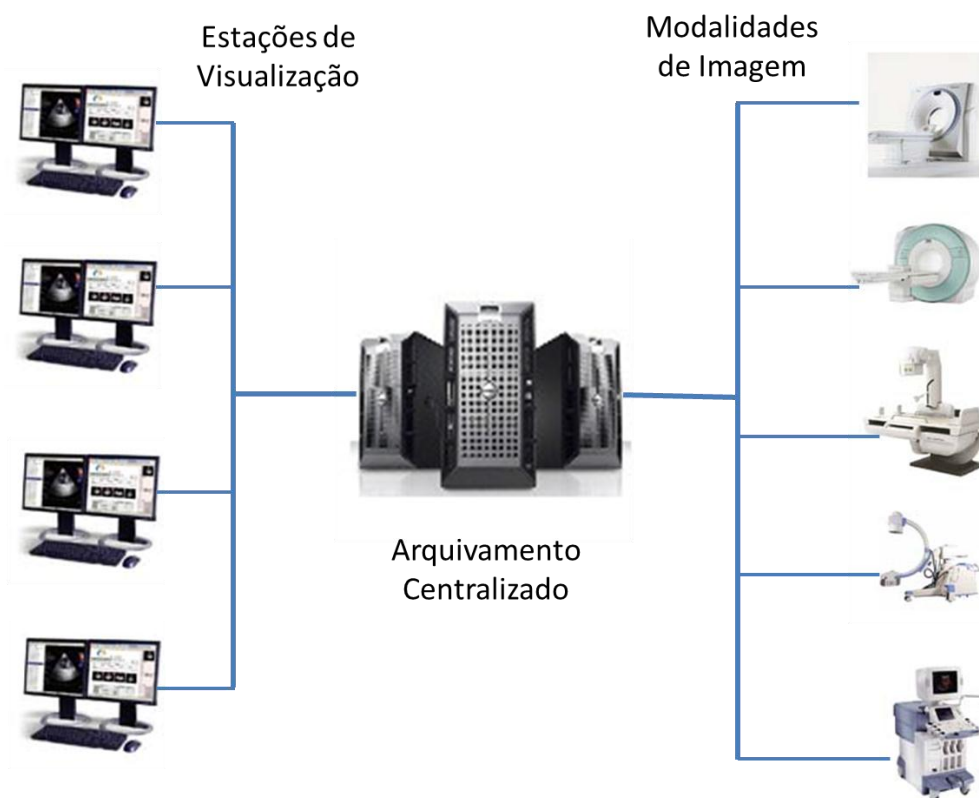 Estações de
Visualização
Modalidades
de Imagem
Arquivamento
Centralizado